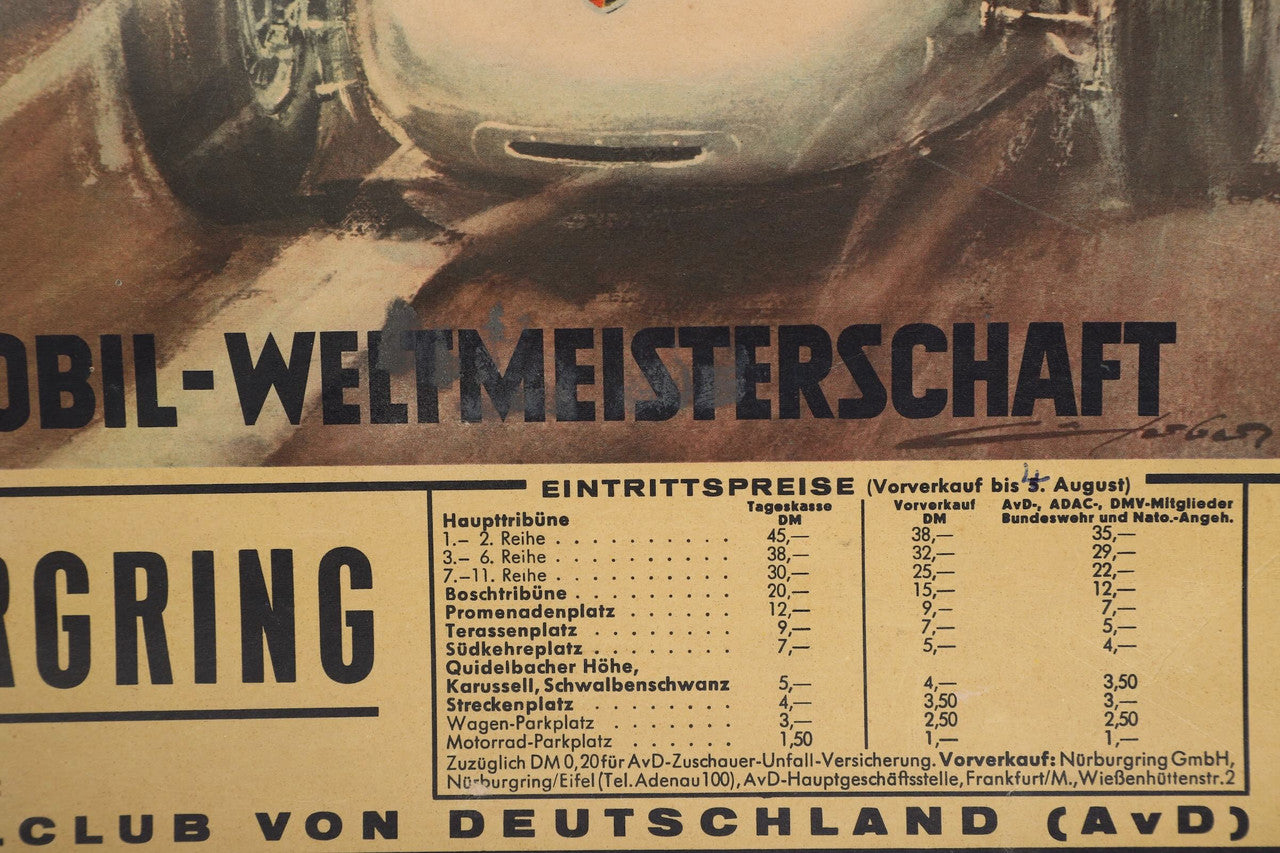 OBIL-WELTMEISTERSCHAFT
EINTRITTSPREISE (Vorverkauf bis 5. August)
4
Tageskasse DM
Vorverkauf DM
AvD-, ADAC-, DMV-Mitglieder
Bundeswehr und Nato.-Angeh.
Haupttribüne
1.– 2. Reihe . . . . . . . . . . 45,— 38,— 35,—
3.– 6. Reihe . . . . . . . . . . 38,— 32,— 29,—
7.–11. Reihe . . . . . . . . . . 30,— 25,— 22,—
Boschtribüne . . . . . . . . . 20,— 15,— 12,—
Promenadenplatz . . . . . . 12,— 9,— 7,—
Terassenplatz . . . . . . . . 9,— 7,— 5,—
Südkehreplatz . . . . . . . . 7,— 5,— 4,—
Quidelbacher Höhe,
Karussell, Schwalbenschwanz 5,— 4,— 3,50
Streckenplatz . . . . . . . . 4,— 3,50 3,—
Wagen-Parkplatz . . . . . . . 3,— 2,50 2,50
Motorrad-Parkplatz . . . . . . 1,50 1,— 1,—
Zuzüglich DM 0,20 für AvD-Zuschauer-Unfall-Versicherung. Vorverkauf: Nürburgring GmbH,
Nürburgring/Eifel (Tel. Adenau 100), AvD-Hauptgeschäftsstelle, Frankfurt/M., Wießenhüttenstr. 2
RGRING
CLUB VON DEUTSCHLAND (AvD)